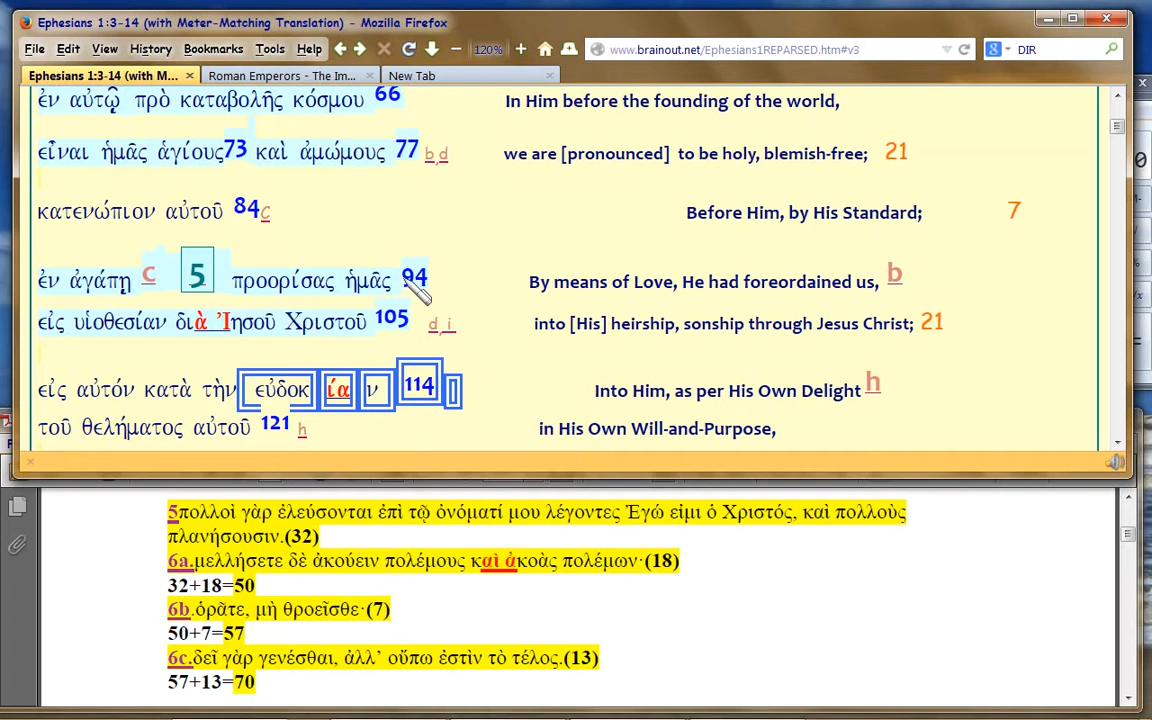 Ephesians 1:3-14 (with Meter-Matching Translation) - Mozilla Firefox
File Edit View History Bookmarks Tools Help 120% www.brainout.net/Ephesians1REPARSED.htm#v3 DIR
Ephesians 1:3-14 (with M... × Roman Emperors - The Im... × New Tab ×
ἐν αὐτῷ πρὸ καταβολῆς κόσμου 66 In Him before the founding of the world,
εἶναι ἡμᾶς ἁγίους73 καὶ ἀμώμους 77 b,d we are [pronounced] to be holy, blemish-free; 21
κατενώπιον αὐτοῦ 84c Before Him, by His Standard; 7
ἐν ἀγάπῃ c 5 προορίσας ἡμᾶς 94 By means of Love, He had foreordained us, b
εἰς υἱοθεσίαν διὰ Ἰησοῦ Χριστοῦ 105 d,i into [His] heirship, sonship through Jesus Christ; 21
εἰς αὐτόν κατὰ τὴν εὐδοκίαν 114 Into Him, as per His Own Delight h
τοῦ θελήματος αὐτοῦ 121 h in His Own Will-and-Purpose,
5πολλοὶ γὰρ ἐλεύσονται ἐπὶ τῷ ὀνόματί μου λέγοντες Ἐγώ εἰμι ὁ Χριστός, καὶ πολλοὺς
πλανήσουσιν.(32)
6a.μελλήσετε δὲ ἀκούειν πολέμους καὶ ἀκοὰς πολέμων·(18)
32+18=50
6b.ὁρᾶτε, μὴ θροεῖσθε·(7)
50+7=57
6c.δεῖ γὰρ γενέσθαι, ἀλλ’ οὔπω ἐστὶν τὸ τέλος.(13)
57+13=70